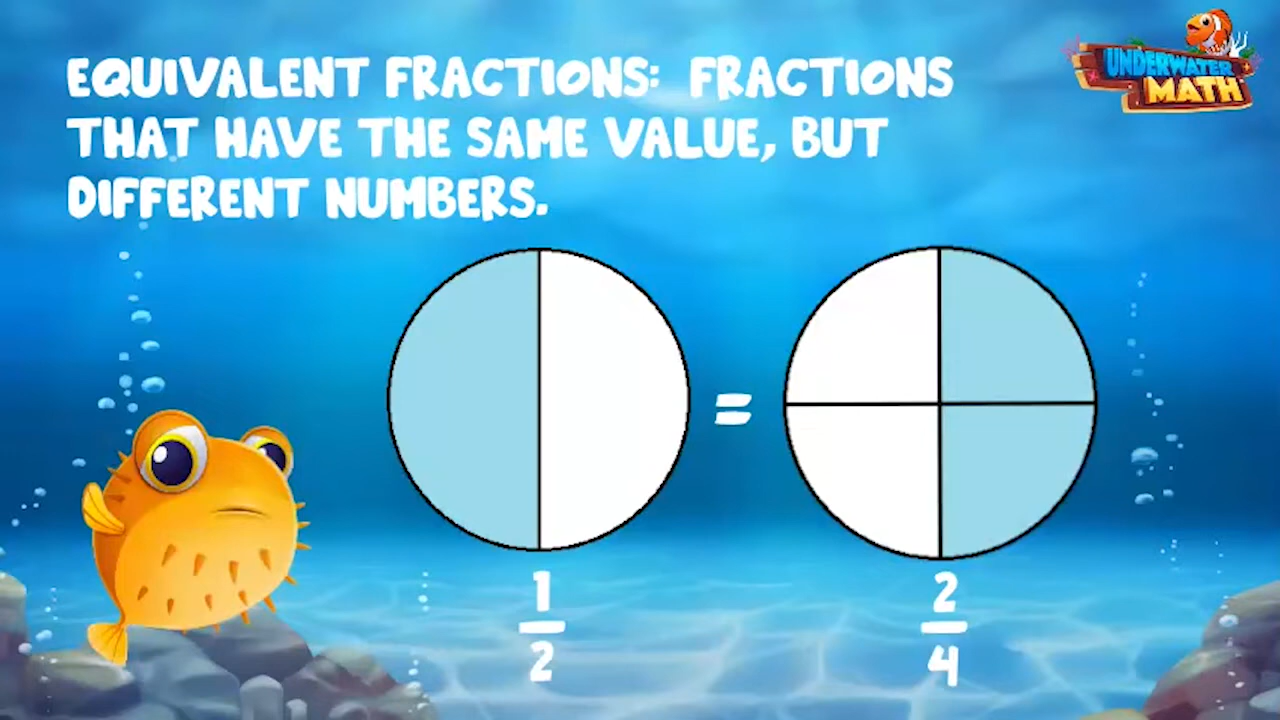 EQUIVALENT FRACTIONS: FRACTIONS
THAT HAVE THE SAME VALUE, BUT
DIFFERENT NUMBERS.
UNDERWATER
MATH
=
1
2
2
4